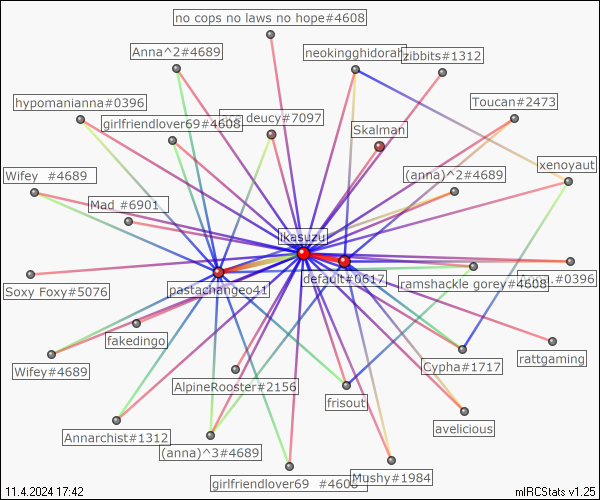 no cops no laws no hope#4608
Anna^2#4689
neokingghidorah
zibbits#1312
hypomanianna#0396
Toucan#2473
girlfriendlover69#4608
deucy#7097
Skalman
xenoyaut
Wifey #4689
(anna)^2#4689
Mad #6901
ikasuzu
Soxy Foxy#5076
pastachangeo41
default#0617
ramshackle gorey#4608
#0396
fakedingo
rattgaming
Wifey#4689
Cypha#1717
AlpineRooster#2156
frisout
avelicious
Annarchist#1312
(anna)^3#4689
girlfriendlover69 #4608
Mushy#1984
11.4.2024 17:42
mIRCStats v1.25